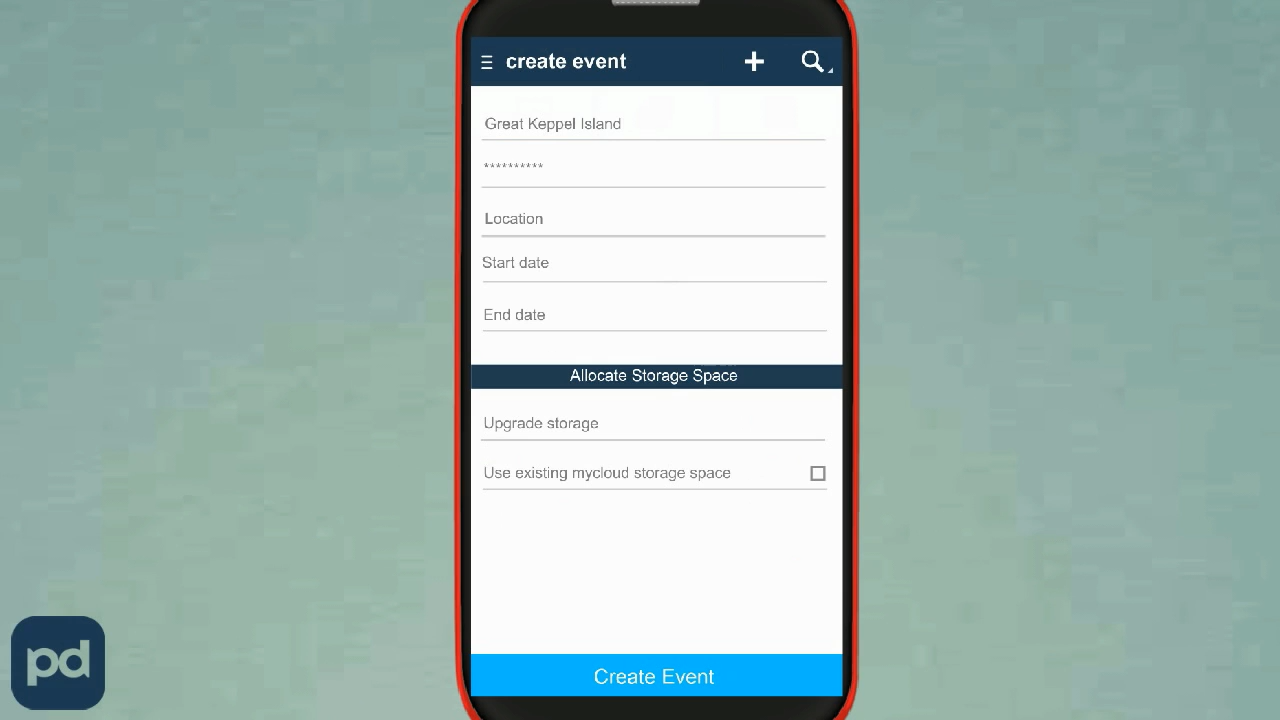 create event
Great Keppel Island
**********
Location
Start date
End date
Allocate Storage Space
Upgrade storage
Use existing mycloud storage space
Create Event
pd